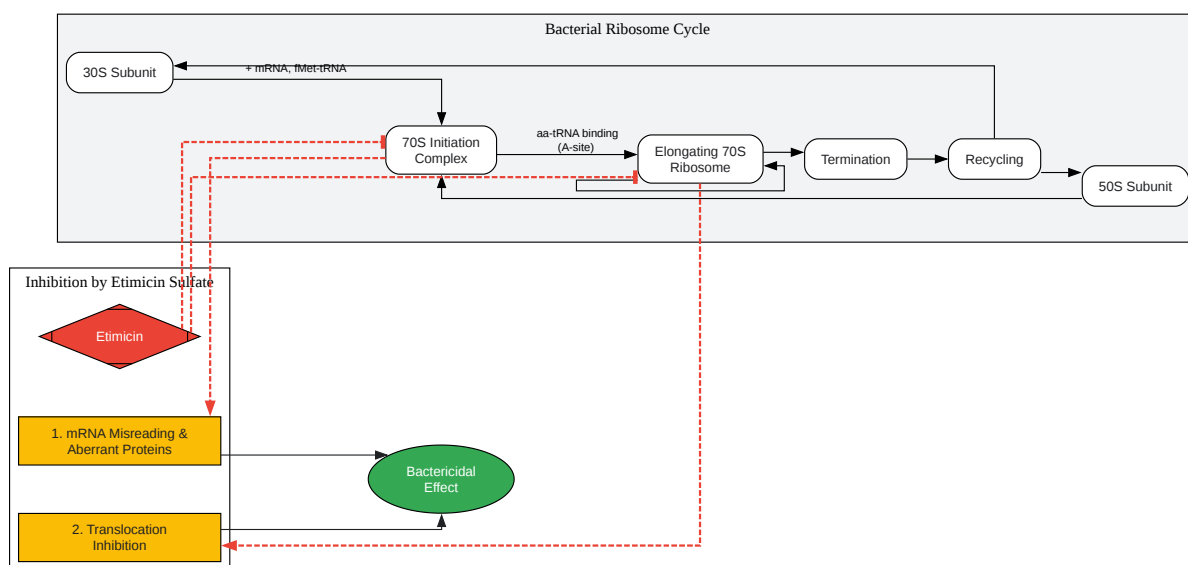 Bacterial Ribosome Cycle
30S Subunit
+ mRNA, fMet-tRNA
70S Initiation
Complex
aa-tRNA binding
(A-site)
Elongating 70S
Ribosome
Termination
Recycling
50S Subunit
Inhibition by Etimicin Sulfate
Etimicin
1. mRNA Misreading &
Aberrant Proteins
Bactericidal
Effect
2. Translocation
Inhibition